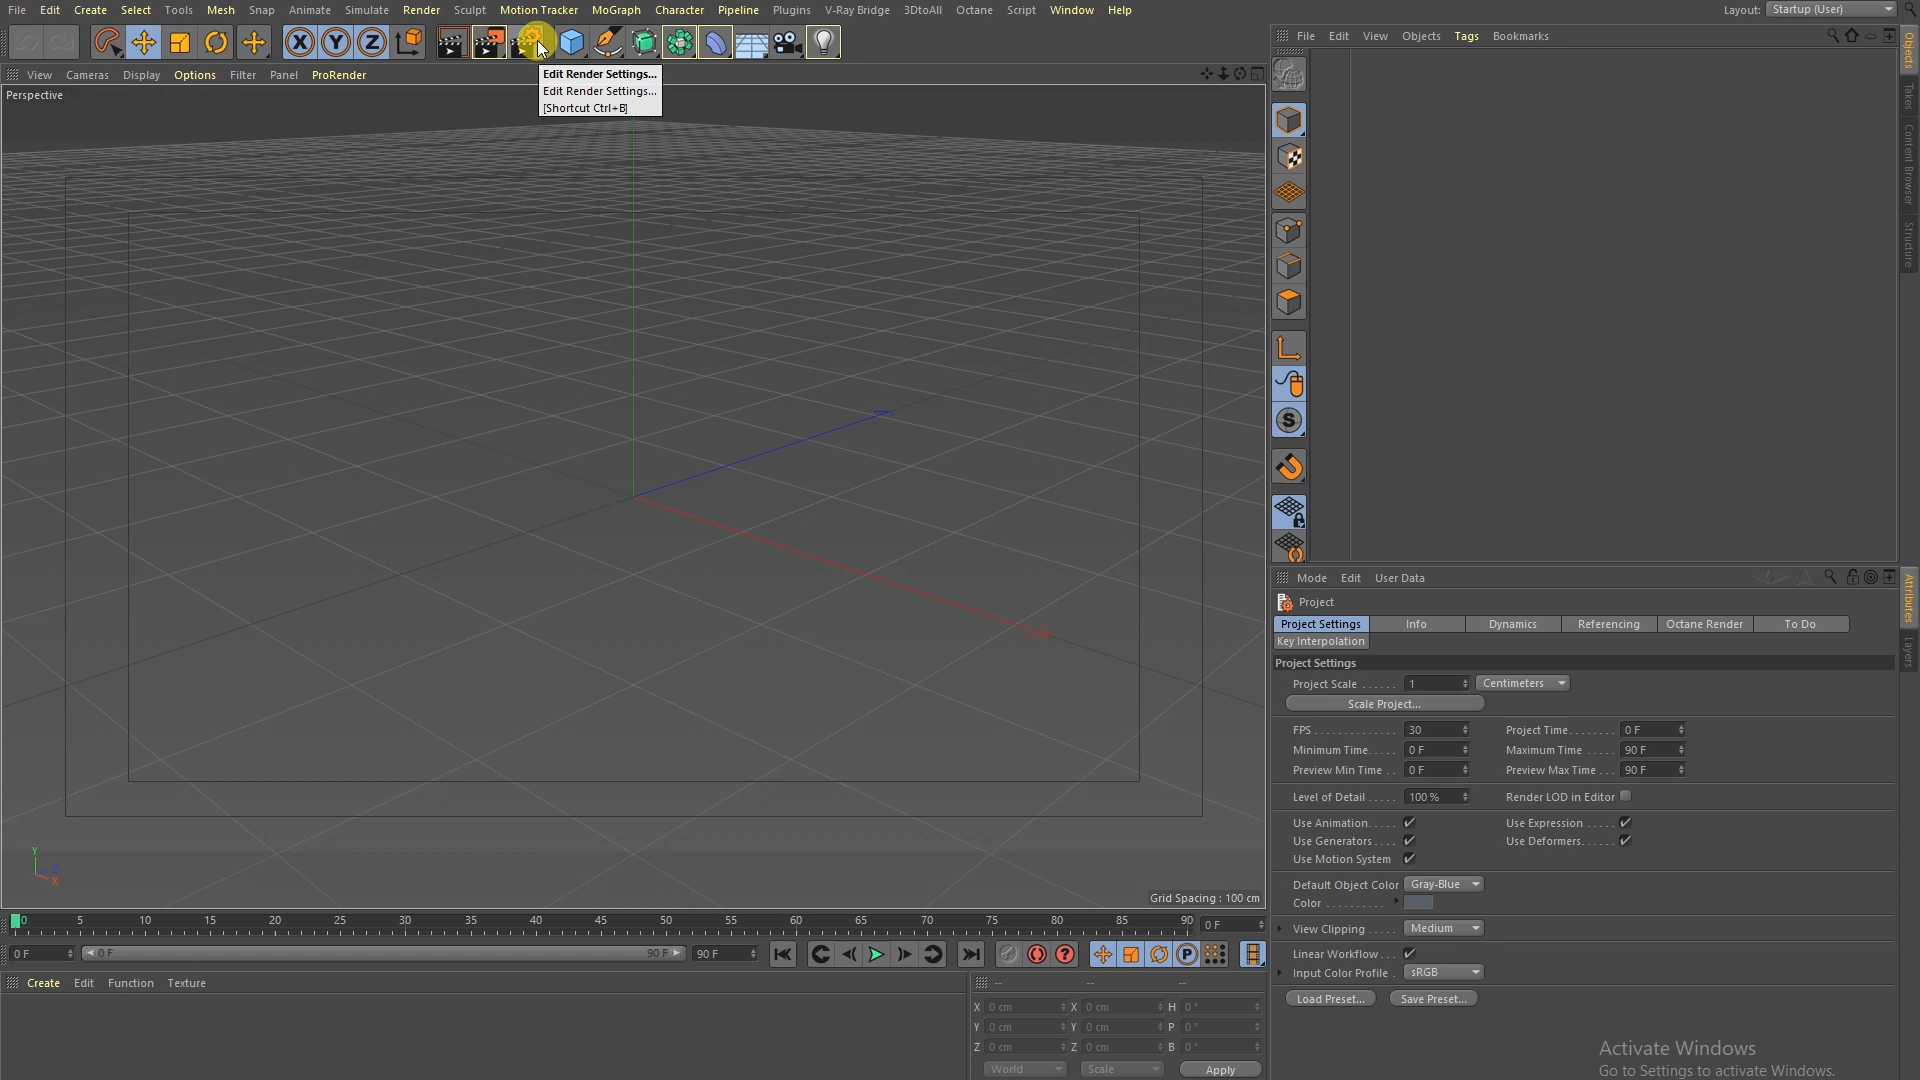 File Edit Create Select Tools Mesh Snap Animate Simulate Render Sculpt Motion Tracker MoGraph Character Pipeline Plugins V-Ray Bridge 3DtoAll Octane Script Window Help Layout: Startup (User)
X Y Z
File Edit View Objects Tags Bookmarks
View Cameras Display Options Filter Panel ProRender
Edit Render Settings...
Edit Render Settings...
[Shortcut Ctrl+B]
Perspective
Objects
Takes
Content Browser
Structure
S
Y
Z
X
Grid Spacing : 100 cm
0 5 10 15 20 25 30 35 40 45 50 55 60 65 70 75 80 85 90 0 F
0 F 0 F 90 F 90 F
P
Create Edit Function Texture
-- -- --
X 0 cm X 0 cm H 0 °
Y 0 cm Y 0 cm P 0 °
Z 0 cm Z 0 cm B 0 °
World Scale Apply
Mode Edit User Data
Attributes
Layers
Project
Project Settings Info Dynamics Referencing Octane Render To Do
Key Interpolation
Project Settings
Project Scale ...... 1 Centimeters
Scale Project...
FPS .............. 30 Project Time........ 0 F
Minimum Time..... 0 F Maximum Time ..... 90 F
Preview Min Time .. 0 F Preview Max Time ... 90 F
Level of Detail ..... 100 % Render LOD in Editor
Use Animation..... Use Expression .....
Use Generators .... Use Deformers......
Use Motion System
Default Object Color Gray-Blue
Color ..........
View Clipping ..... Medium
Linear Workflow...
Input Color Profile . sRGB
Load Preset... Save Preset...
Activate Windows
Go to Settings to activate Windows.